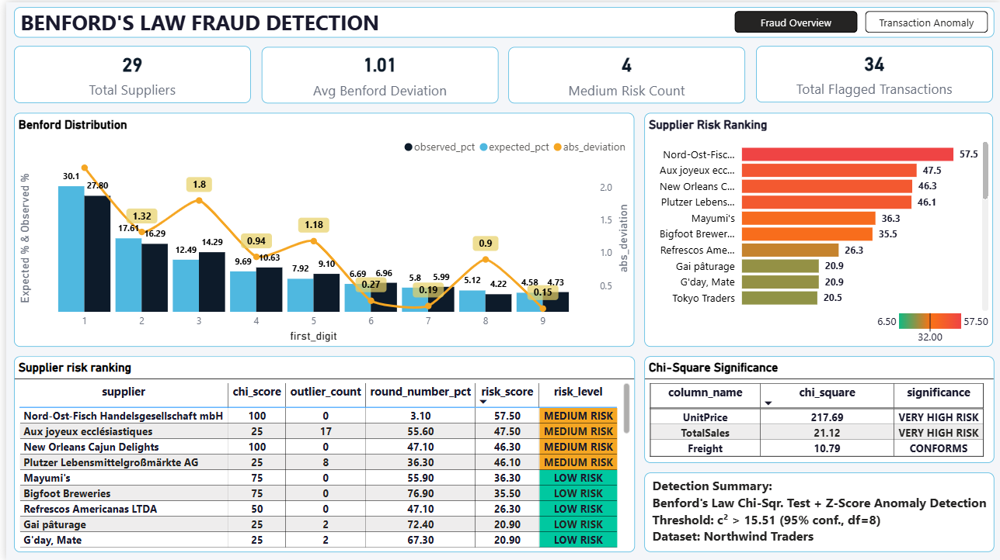 BENFORD'S LAW FRAUD DETECTION
Fraud Overview
Transaction Anomaly
29
Total Suppliers
1.01
Avg Benford Deviation
4
Medium Risk Count
34
Total Flagged Transactions
Benford Distribution
observed_pct expected_pct abs_deviation
Expected % & Observed %
30.1 27.80
17.61 16.29
12.49 14.29
9.69 10.63
7.92 9.10
6.69 6.96
5.8 5.99
5.12 4.22
4.58 4.73
1.32
1.8
0.94
1.18
0.27
0.19
0.9
0.15
2.0
1.5
1.0
0.5
abs_deviation
1 2 3 4 5 6 7 8 9
first_digit
Supplier Risk Ranking
Nord-Ost-Fisc... 57.5
Aux joyeux ecc... 47.5
New Orleans C... 46.3
Plutzer Lebens... 46.1
Mayumi's 36.3
Bigfoot Brewer... 35.5
Refrescos Ame... 26.3
Gai pâturage 20.9
G'day, Mate 20.9
Tokyo Traders 20.5
6.50 57.50
32.00
Supplier risk ranking
supplier chi_score outlier_count round_number_pct risk_score risk_level
Nord-Ost-Fisch Handelsgesellschaft mbH 100 0 3.10 57.50 MEDIUM RISK
Aux joyeux ecclésiastiques 25 17 55.60 47.50 MEDIUM RISK
New Orleans Cajun Delights 100 0 47.10 46.30 MEDIUM RISK
Plutzer Lebensmittelgroßmärkte AG 25 8 36.30 46.10 MEDIUM RISK
Mayumi's 75 0 55.90 36.30 LOW RISK
Bigfoot Breweries 75 0 76.90 35.50 LOW RISK
Refrescos Americanas LTDA 50 0 47.10 26.30 LOW RISK
Gai pâturage 25 2 72.40 20.90 LOW RISK
G'day, Mate 25 2 67.30 20.90 LOW RISK
Chi-Square Significance
column_name chi_square significance
UnitPrice 217.69 VERY HIGH RISK
TotalSales 21.12 VERY HIGH RISK
Freight 10.79 CONFORMS
Detection Summary:
Benford's Law Chi-Sqr. Test + Z-Score Anomaly Detection
Threshold: c² > 15.51 (95% conf., df=8)
Dataset: Northwind Traders